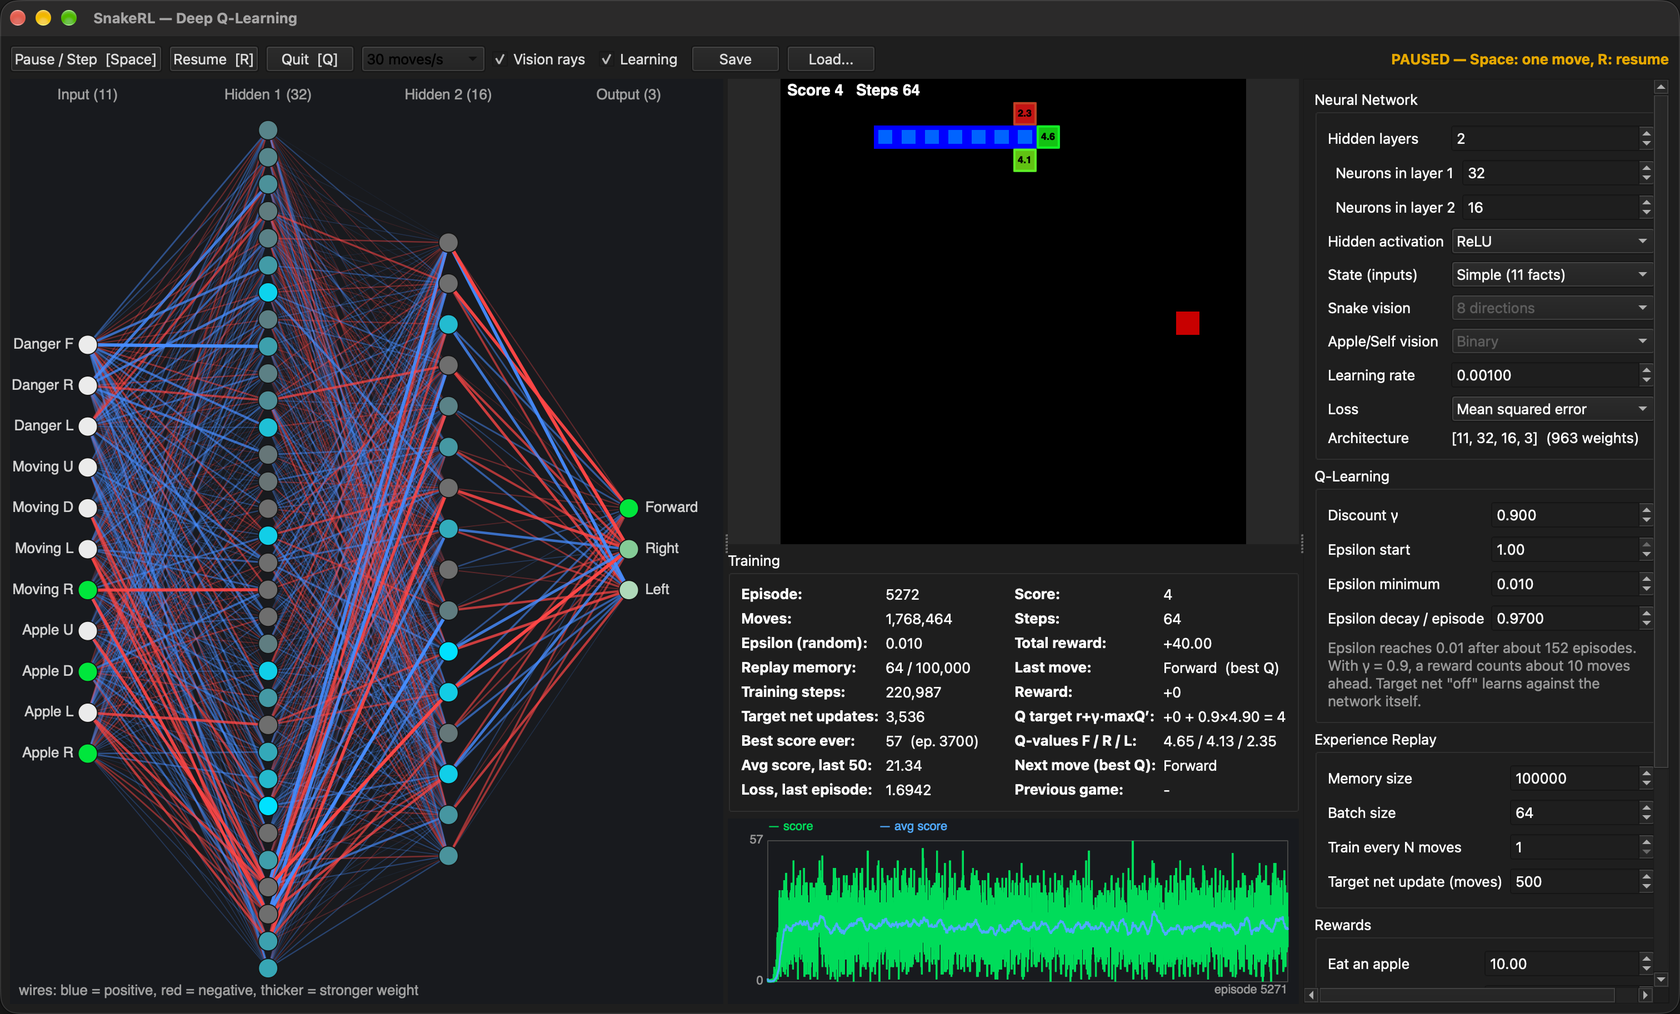 SnakeRL — Deep Q-Learning
Pause / Step [Space] Resume [R] Quit [Q] 30 moves/s Vision rays Learning Save Load... PAUSED — Space: one move, R: resume
Input (11) Hidden 1 (32) Hidden 2 (16) Output (3)
Danger F
Danger R
Danger L
Moving U
Moving D
Moving L
Moving R
Apple U
Apple D
Apple L
Apple R
Forward
Right
Left
wires: blue = positive, red = negative, thicker = stronger weight
Score 4 Steps 64
2.3
4.6
4.1
Training
Episode: 5272 Score: 4
Moves: 1,768,464 Steps: 64
Epsilon (random): 0.010 Total reward: +40.00
Replay memory: 64 / 100,000 Last move: Forward (best Q)
Training steps: 220,987 Reward: +0
Target net updates: 3,536 Q target r+γ·maxQ′: +0 + 0.9×4.90 = 4
Best score ever: 57 (ep. 3700) Q-values F / R / L: 4.65 / 4.13 / 2.35
Avg score, last 50: 21.34 Next move (best Q): Forward
Loss, last episode: 1.6942 Previous game: -
score avg score
57
0
episode 5271
Neural Network
Hidden layers 2
Neurons in layer 1 32
Neurons in layer 2 16
Hidden activation ReLU
State (inputs) Simple (11 facts)
Snake vision 8 directions
Apple/Self vision Binary
Learning rate 0.00100
Loss Mean squared error
Architecture [11, 32, 16, 3] (963 weights)
Q-Learning
Discount γ 0.900
Epsilon start 1.00
Epsilon minimum 0.010
Epsilon decay / episode 0.9700
Epsilon reaches 0.01 after about 152 episodes.
With γ = 0.9, a reward counts about 10 moves
ahead. Target net "off" learns against the
network itself.
Experience Replay
Memory size 100000
Batch size 64
Train every N moves 1
Target net update (moves) 500
Rewards
Eat an apple 10.00